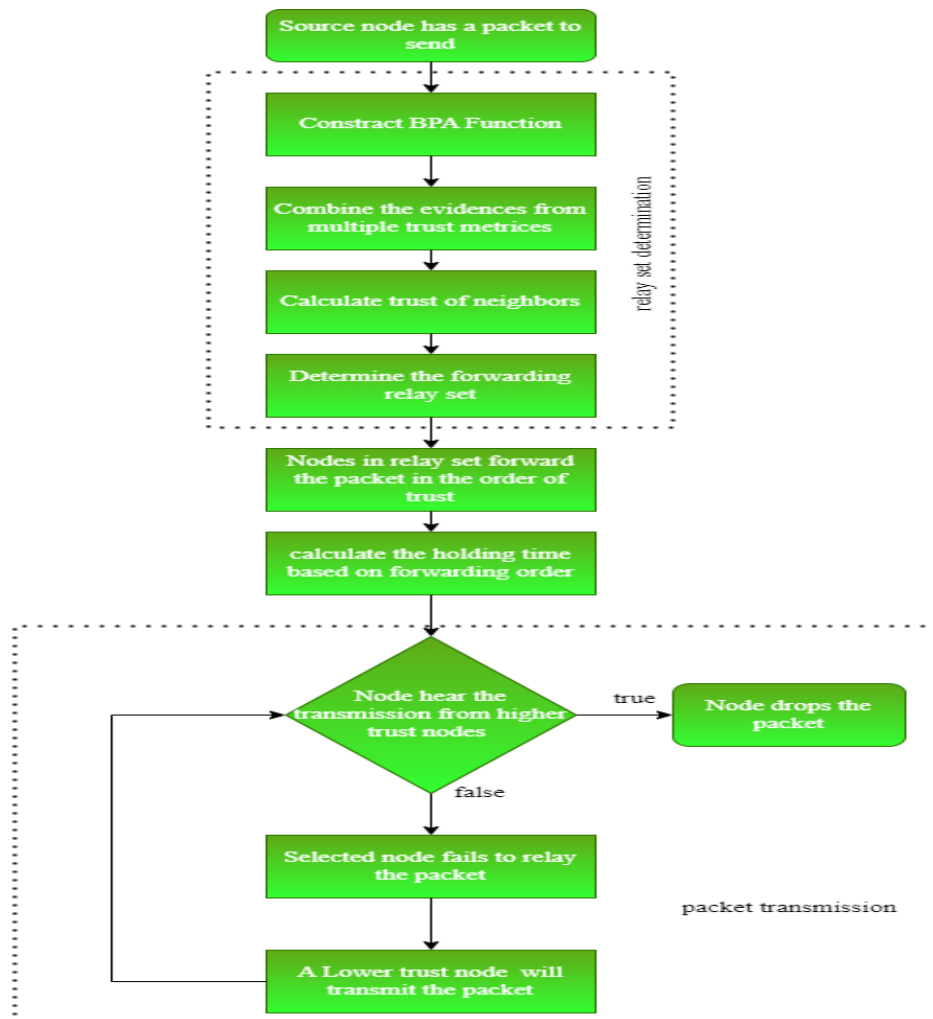 Source node has a packet to
send
Constract BPA Function
Combine the evidences from
multiple trust metrices
Calculate trust of neighbors
Determine the forwarding
relay set
relay set determination
Nodes in relay set forward
the packet in the order of
trust
calculate the holding time
based on forwarding order
Node hear the
transmission from higher
trust nodes
true
Node drops the
packet
false
Selected node fails to relay
the packet
packet transmission
A Lower trust node will
transmit the packet